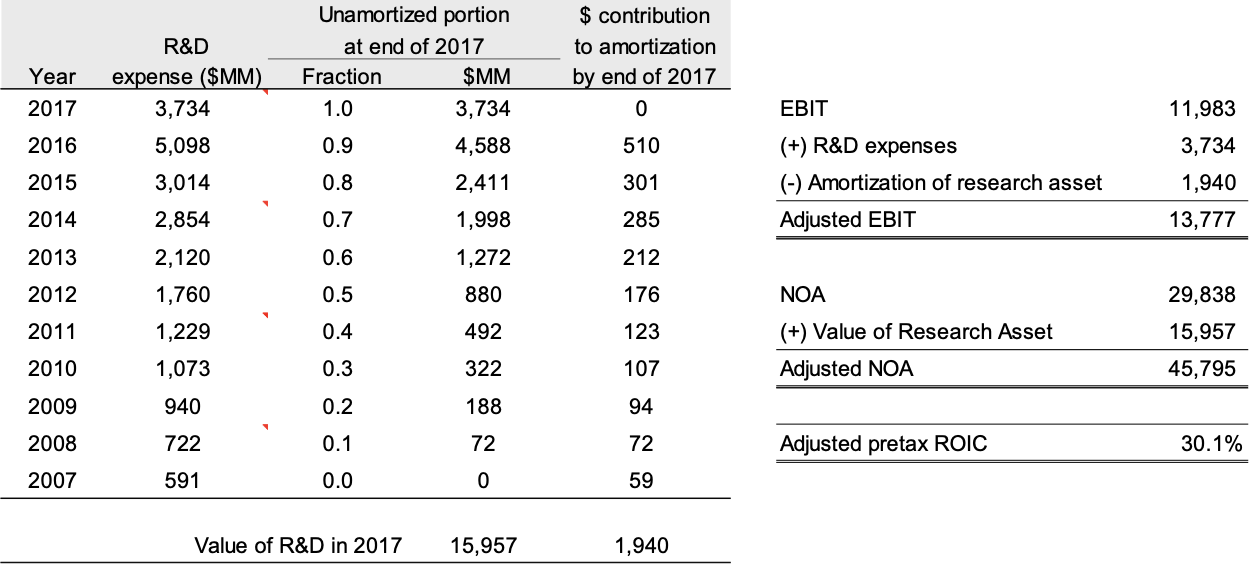 Unamortized portion $ contribution
R&D at end of 2017 to amortization
Year expense ($MM) Fraction $MM by end of 2017
2017 3,734 1.0 3,734 0 EBIT 11,983
2016 5,098 0.9 4,588 510 (+) R&D expenses 3,734
2015 3,014 0.8 2,411 301 (-) Amortization of research asset 1,940
2014 2,854 0.7 1,998 285 Adjusted EBIT 13,777
2013 2,120 0.6 1,272 212
2012 1,760 0.5 880 176 NOA 29,838
2011 1,229 0.4 492 123 (+) Value of Research Asset 15,957
2010 1,073 0.3 322 107 Adjusted NOA 45,795
2009 940 0.2 188 94
2008 722 0.1 72 72 Adjusted pretax ROIC 30.1%
2007 591 0.0 0 59
Value of R&D in 2017 15,957 1,940